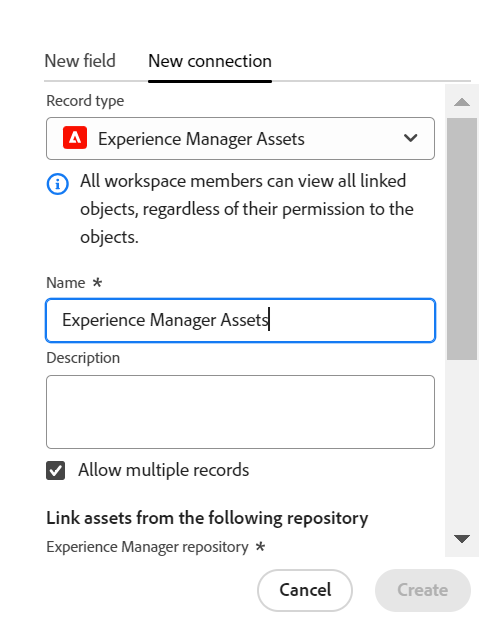 New field New connection
Record type
Experience Manager Assets
All workspace members can view all linked
objects, regardless of their permission to the
objects.
Name *
Experience Manager Assets
Description
Allow multiple records
Link assets from the following repository
Experience Manager repository *
Cancel Create